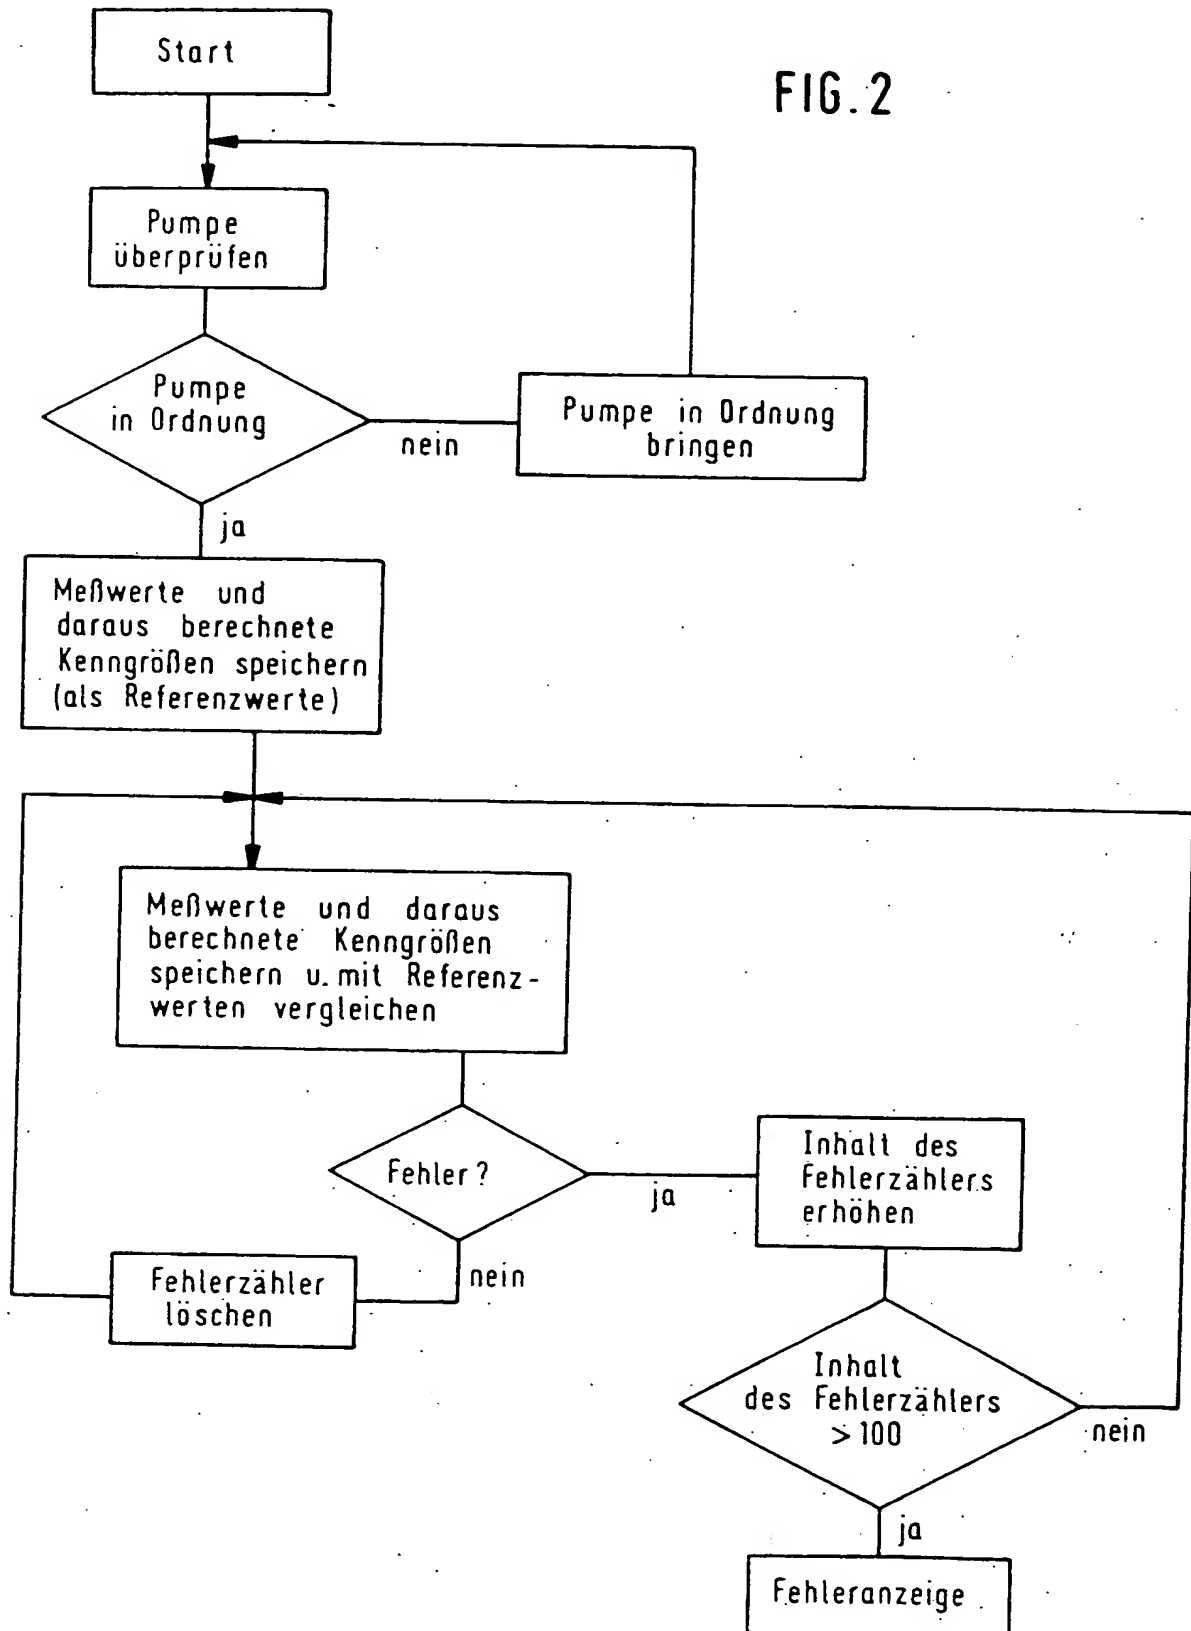 Start
FIG. 2
Pumpe
überprüfen
Pumpe
in Ordnung
nein
Pumpe in Ordnung
bringen
ja
Meßwerte und
daraus berechnete
Kenngrößen speichern
(als Referenzwerte)
Meßwerte und daraus
berechnete Kenngrößen
speichern u. mit Referenz-
werten vergleichen
Fehler?
ja
Inhalt des
Fehlerzählers
erhöhen
nein
Fehlerzähler
löschen
Inhalt
des Fehlerzählers
> 100
nein
ja
Fehleranzeige